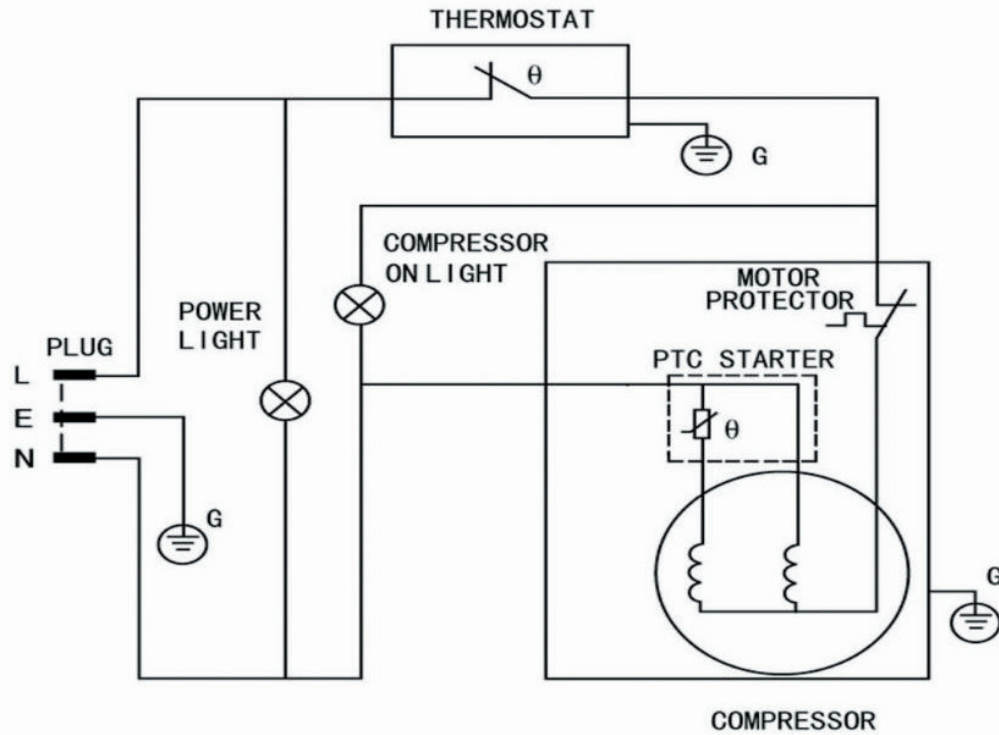 THERMOSTAT
θ
G
COMPRESSOR
ON LIGHT
MOTOR
PROTECTOR
POWER
LIGHT
PLUG
PTC STARTER
L
E
N
θ
G
G
COMPRESSOR